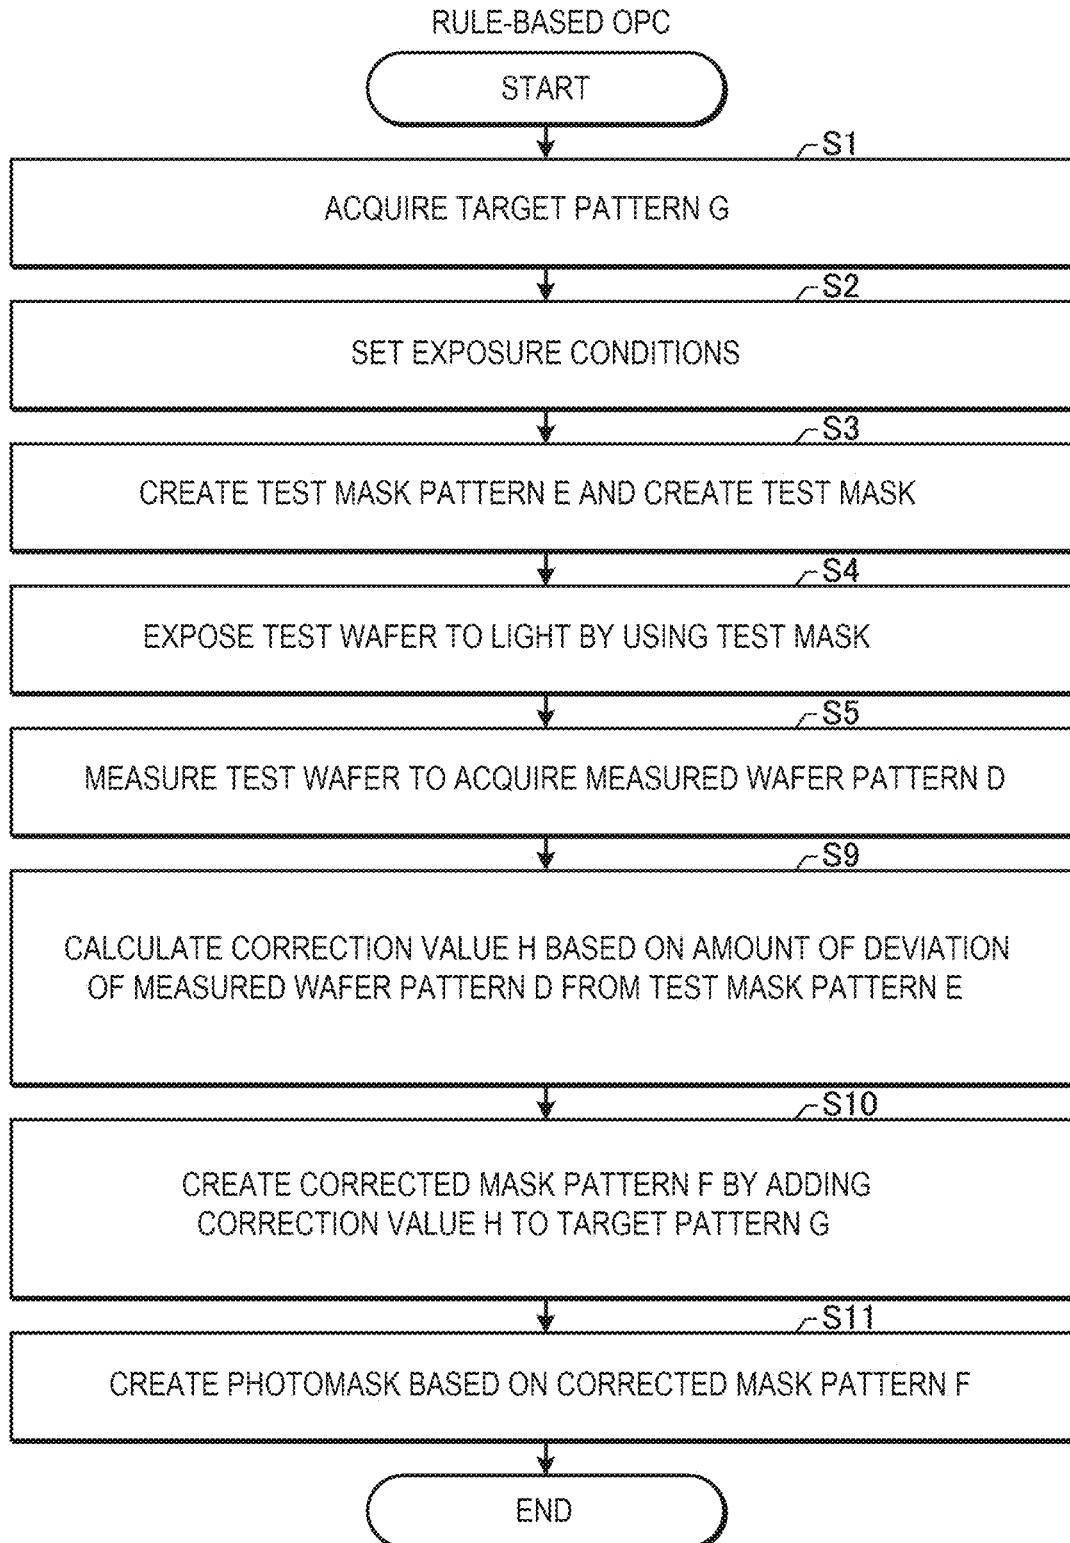 RULE-BASED OPC
START
S1
ACQUIRE TARGET PATTERN G
S2
SET EXPOSURE CONDITIONS
S3
CREATE TEST MASK PATTERN E AND CREATE TEST MASK
S4
EXPOSE TEST WAFER TO LIGHT BY USING TEST MASK
S5
MEASURE TEST WAFER TO ACQUIRE MEASURED WAFER PATTERN D
S9
CALCULATE CORRECTION VALUE H BASED ON AMOUNT OF DEVIATION
OF MEASURED WAFER PATTERN D FROM TEST MASK PATTERN E
S10
CREATE CORRECTED MASK PATTERN F BY ADDING
CORRECTION VALUE H TO TARGET PATTERN G
S11
CREATE PHOTOMASK BASED ON CORRECTED MASK PATTERN F
END